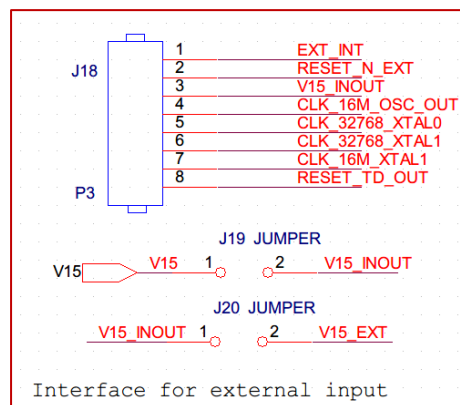 J18
1 EXT_INT
2 RESET_N_EXT
3 V15_INOUT
4 CLK_16M_OSC_OUT
5 CLK_32768_XTAL0
6 CLK_32768_XTAL1
7 CLK_16M_XTAL1
8 RESET_TD_OUT
P3
J19 JUMPER
V15 V15 1 2 V15_INOUT
J20 JUMPER
V15_INOUT 1 2 V15_EXT
Interface for external input